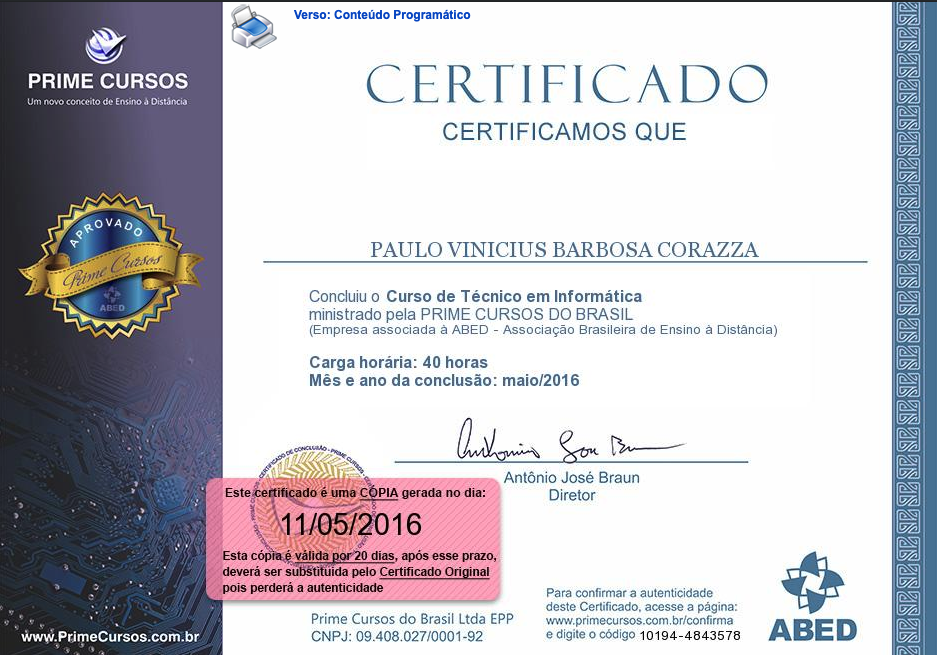 Verso: Conteúdo Programático
PRIME CURSOS
Um novo conceito de Ensino à Distância
CERTIFICADO
CERTIFICAMOS QUE
APROVADO
Prime Cursos
ABED
PAULO VINICIUS BARBOSA CORAZZA
Concluiu o Curso de Técnico em Informática
ministrado pela PRIME CURSOS DO BRASIL
(Empresa associada à ABED - Associação Brasileira de Ensino à Distância)
Carga horária: 40 horas
Mês e ano da conclusão: maio/2016
Antônio José Braun
Diretor
Este certificado é uma CÓPIA gerada no dia:
11/05/2016
Esta cópia é válida por 20 dias, após esse prazo,
deverá ser substituida pelo Certificado Original
pois perderá a autenticidade
Prime Cursos do Brasil Ltda EPP
CNPJ: 09.408.027/0001-92
Para confirmar a autenticidade
deste Certificado, acesse a página:
www.primecursos.com.br/confirma
e digite o código 10194-4843578
ABED
www.PrimeCursos.com.br